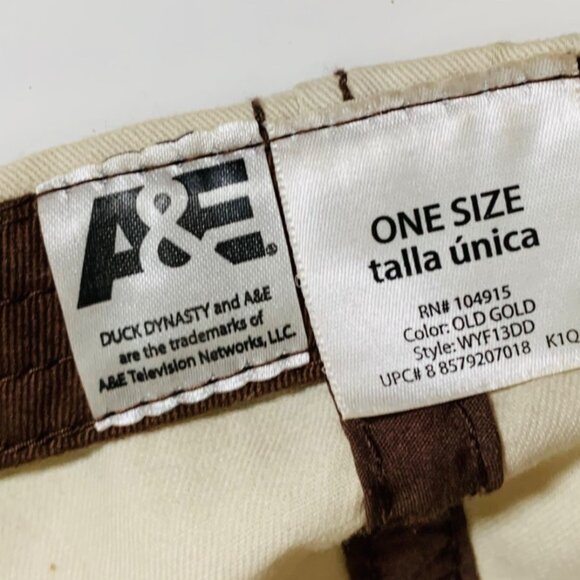 A&E®
DUCK DYNASTY and A&E
are the trademarks of
A&E Television Networks, LLC.
ONE SIZE
talla única
RN# 104915
Color: OLD GOLD
Style: WYF13DD
UPC# 8 8579207018
K1Q